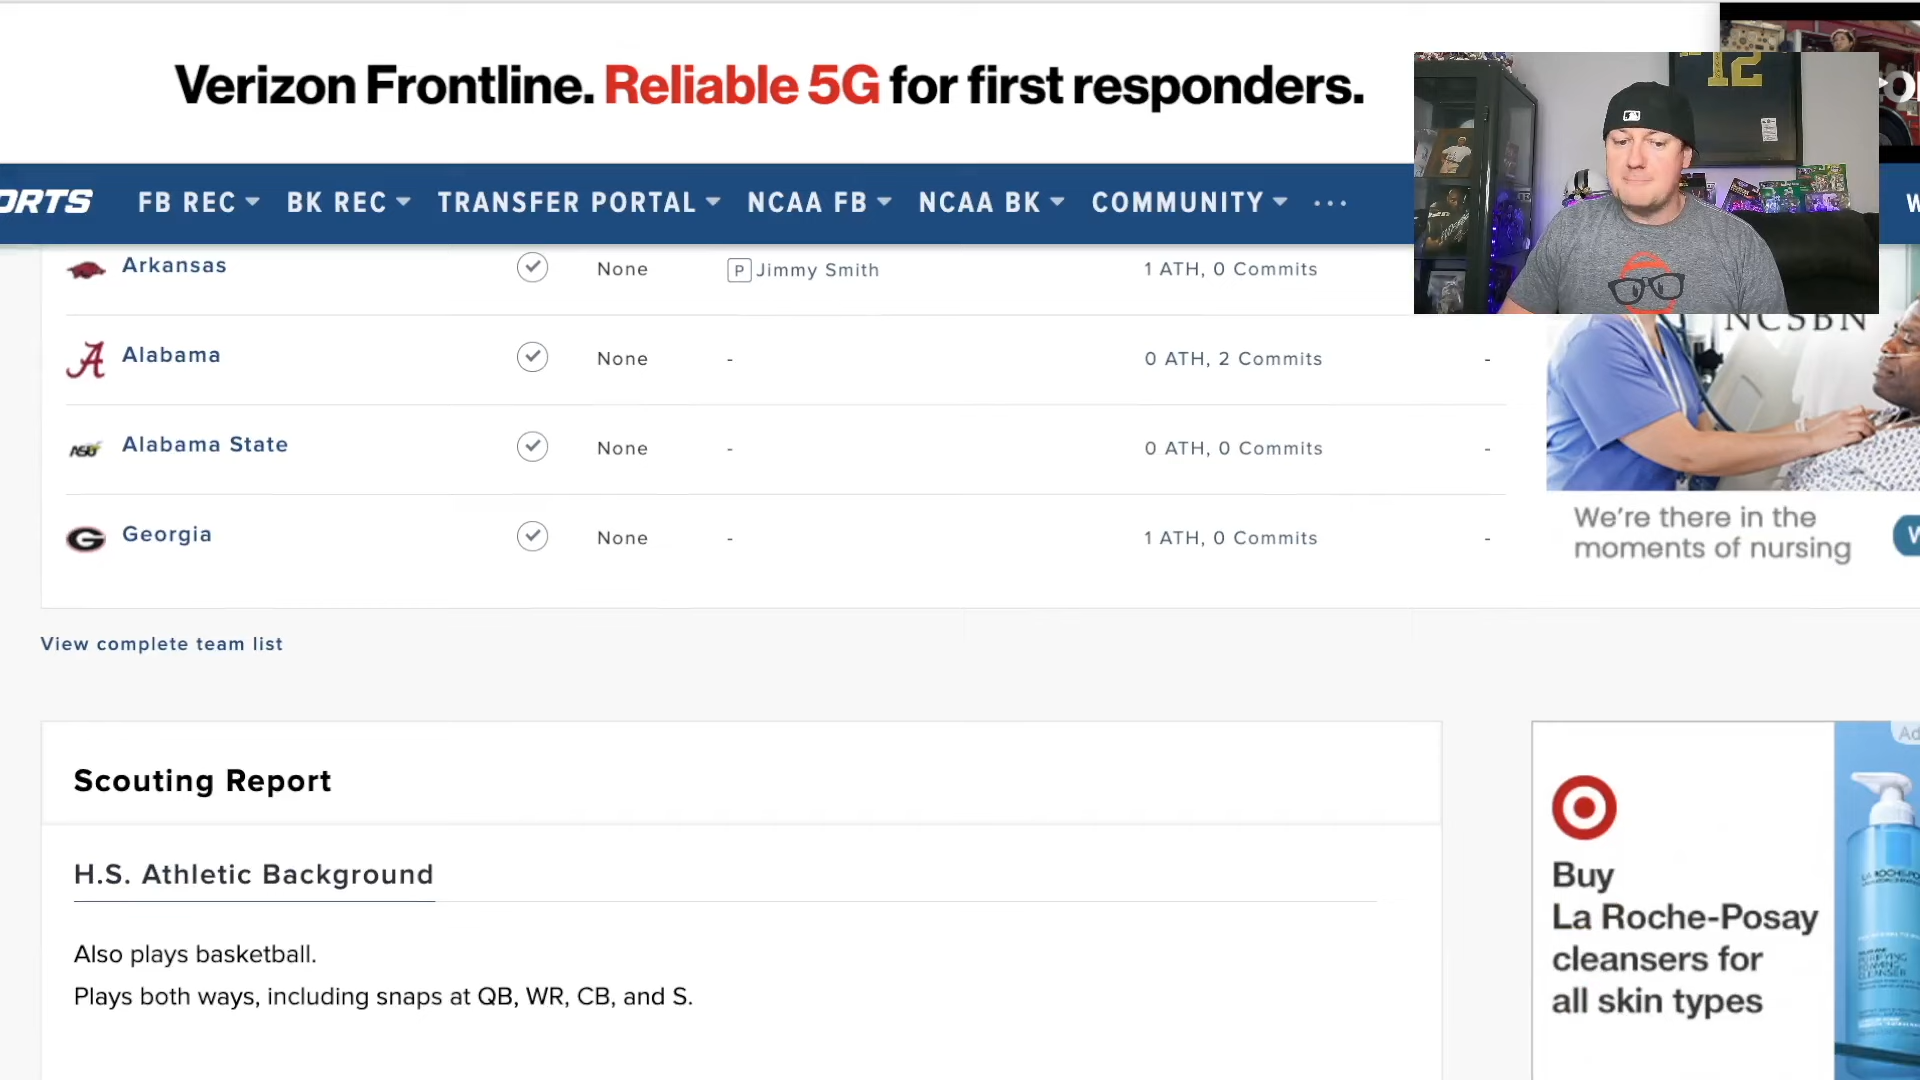 Verizon Frontline. Reliable 5G for first responders.
12
ORTS FB REC BK REC TRANSFER PORTAL NCAA FB NCAA BK COMMUNITY ... W
Arkansas None P Jimmy Smith 1 ATH, 0 Commits
Alabama None - 0 ATH, 2 Commits -
Alabama State None - 0 ATH, 0 Commits -
Georgia None - 1 ATH, 0 Commits -
View complete team list
NCSBN
We're there in the
moments of nursing
Scouting Report
H.S. Athletic Background
Also plays basketball.
Plays both ways, including snaps at QB, WR, CB, and S.
Ad
Buy
La Roche-Posay
cleansers for
all skin types